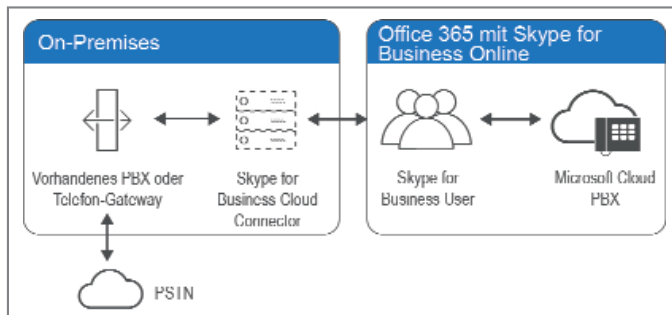 On-Premises
Vorhandenes PBX oder
Telefon-Gateway
Skype for
Business Cloud
Connector
PSTN
Office 365 mit Skype for
Business Online
Skype for
Business User
Microsoft Cloud
PBX